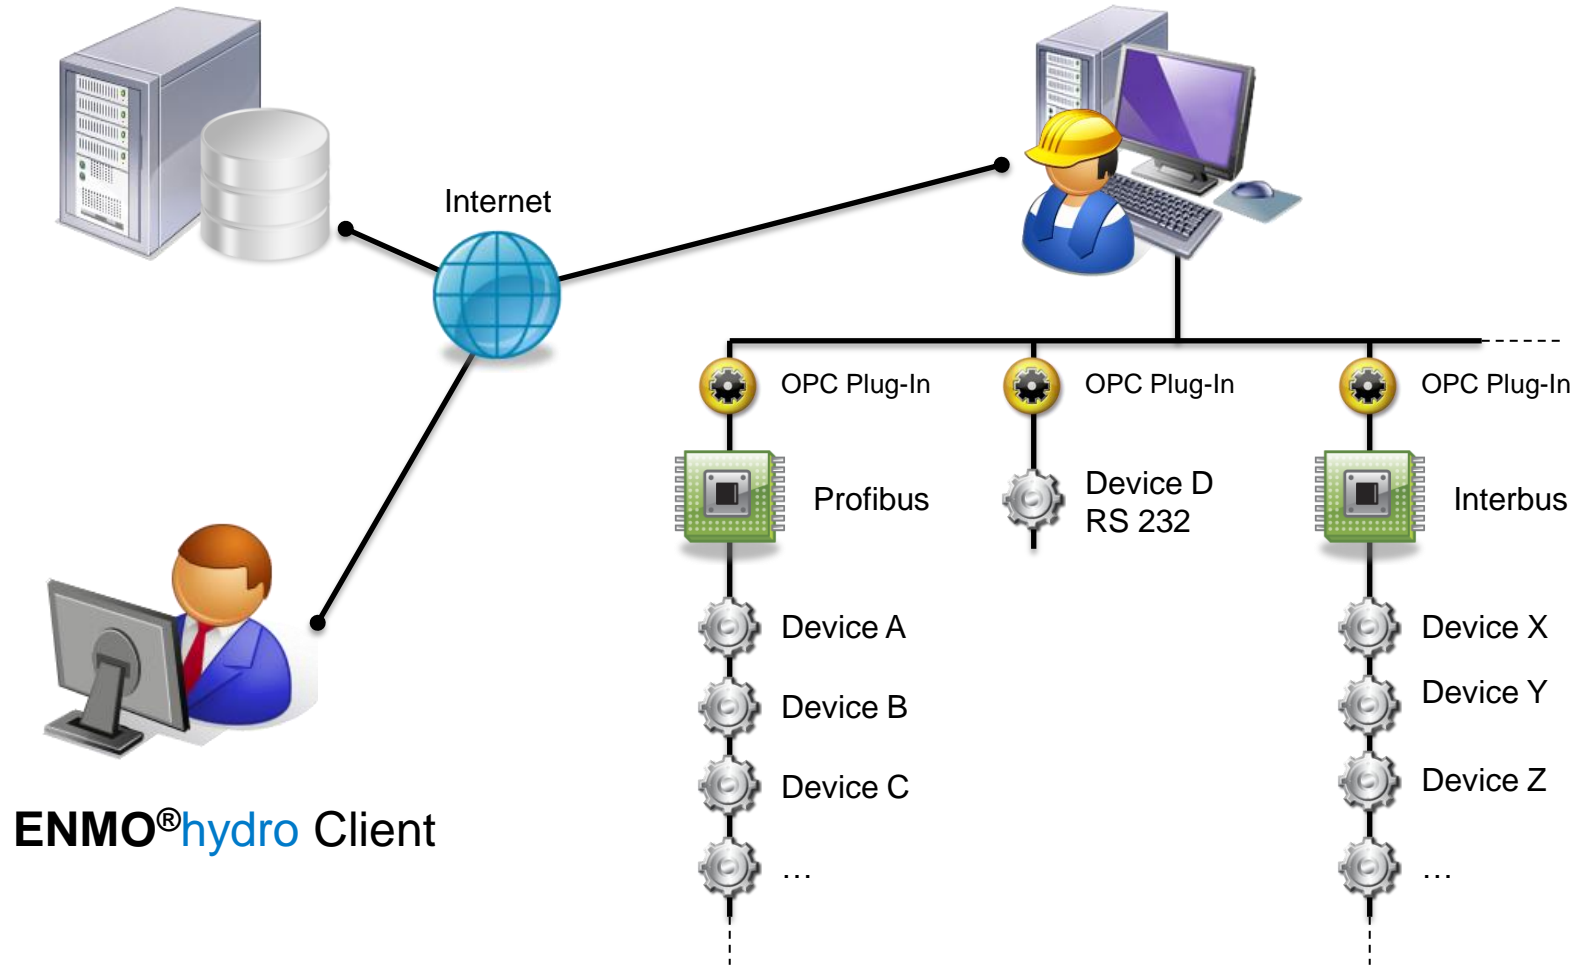 Internet
OPC Plug-In
OPC Plug-In
OPC Plug-In
Profibus
Device D
RS 232
Interbus
Device A
Device X
Device B
Device Y
Device C
Device Z
...
...
ENMO®hydro Client